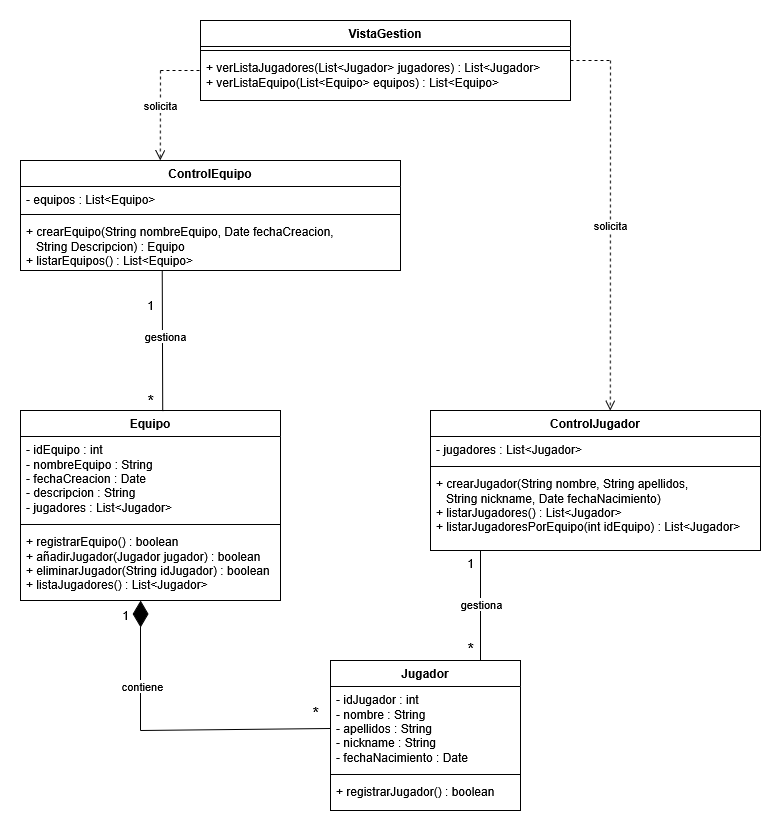 VistaGestion
+ verListaJugadores(List<Jugador> jugadores) : List<Jugador>
+ verListaEquipo(List<Equipo> equipos) : List<Equipo>
solicita
solicita
ControlEquipo
- equipos : List<Equipo>
+ crearEquipo(String nombreEquipo, Date fechaCreacion,
String Descripcion) : Equipo
+ listarEquipos() : List<Equipo>
1
gestiona
*
Equipo
- idEquipo : int
- nombreEquipo : String
- fechaCreacion : Date
- descripcion : String
- jugadores : List<Jugador>
+ registrarEquipo() : boolean
+ añadirJugador(Jugador jugador) : boolean
+ eliminarJugador(String idJugador) : boolean
+ listaJugadores() : List<Jugador>
ControlJugador
- jugadores : List<Jugador>
+ crearJugador(String nombre, String apellidos,
String nickname, Date fechaNacimiento)
+ listarJugadores() : List<Jugador>
+ listarJugadoresPorEquipo(int idEquipo) : List<Jugador>
1
gestiona
*
1
contiene
*
Jugador
- idJugador : int
- nombre : String
- apellidos : String
- nickname : String
- fechaNacimiento : Date
+ registrarJugador() : boolean